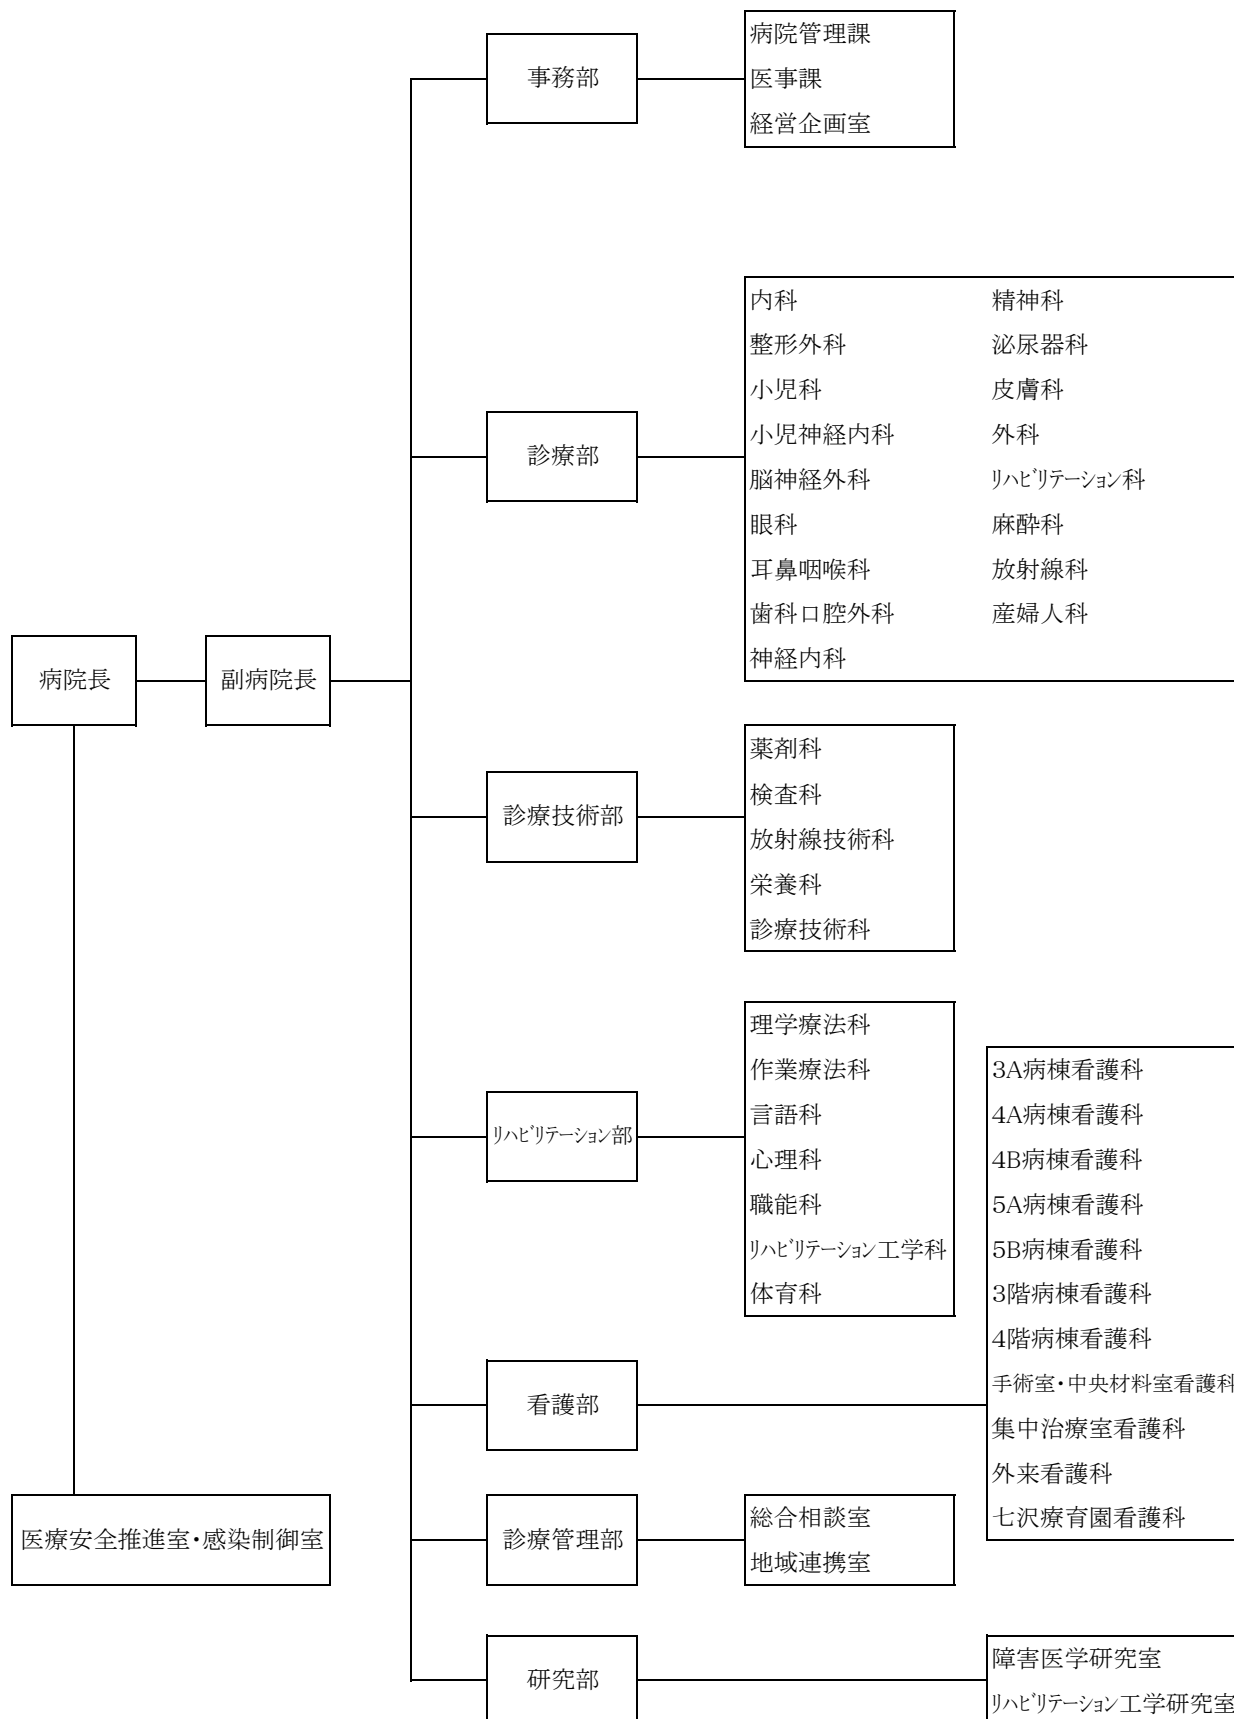 病院長
副病院長
医療安全推進室・感染制御室
事務部
病院管理課
医事課
経営企画室
診療部
内科
整形外科
小児科
小児神経内科
脳神経外科
眼科
耳鼻咽喉科
歯科口腔外科
神経内科
精神科
泌尿器科
皮膚科
外科
ﾘﾊﾋﾞﾘﾃｰｼｮﾝ科
麻酔科
放射線科
産婦人科
診療技術部
薬剤科
検査科
放射線技術科
栄養科
診療技術科
ﾘﾊﾋﾞﾘﾃｰｼｮﾝ部
理学療法科
作業療法科
言語科
心理科
職能科
ﾘﾊﾋﾞﾘﾃｰｼｮﾝ工学科
体育科
看護部
3A病棟看護科
4A病棟看護科
4B病棟看護科
5A病棟看護科
5B病棟看護科
3階病棟看護科
4階病棟看護科
手術室・中央材料室看護科
集中治療室看護科
外来看護科
七沢療育園看護科
診療管理部
総合相談室
地域連携室
研究部
障害医学研究室
ﾘﾊﾋﾞﾘﾃｰｼｮﾝ工学研究室